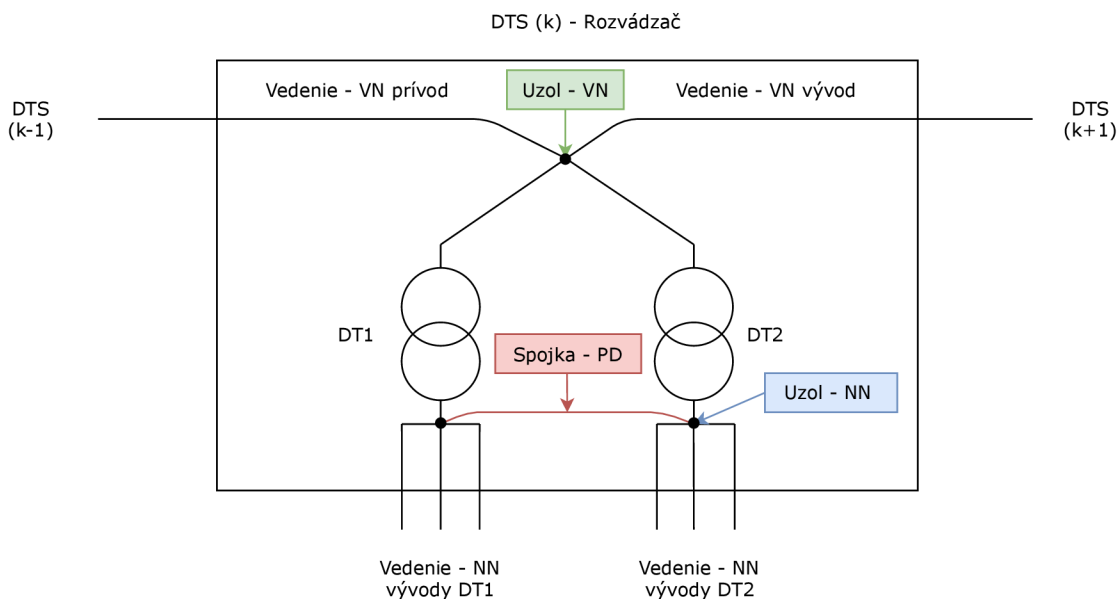 DTS (k) - Rozvádzač
Vedenie - VN prívod
Uzol - VN
Vedenie - VN vývod
DTS
(k-1)
DTS
(k+1)
DT1
DT2
Spojka - PD
Uzol - NN
Vedenie - NN
vývody DT1
Vedenie - NN
vývody DT2